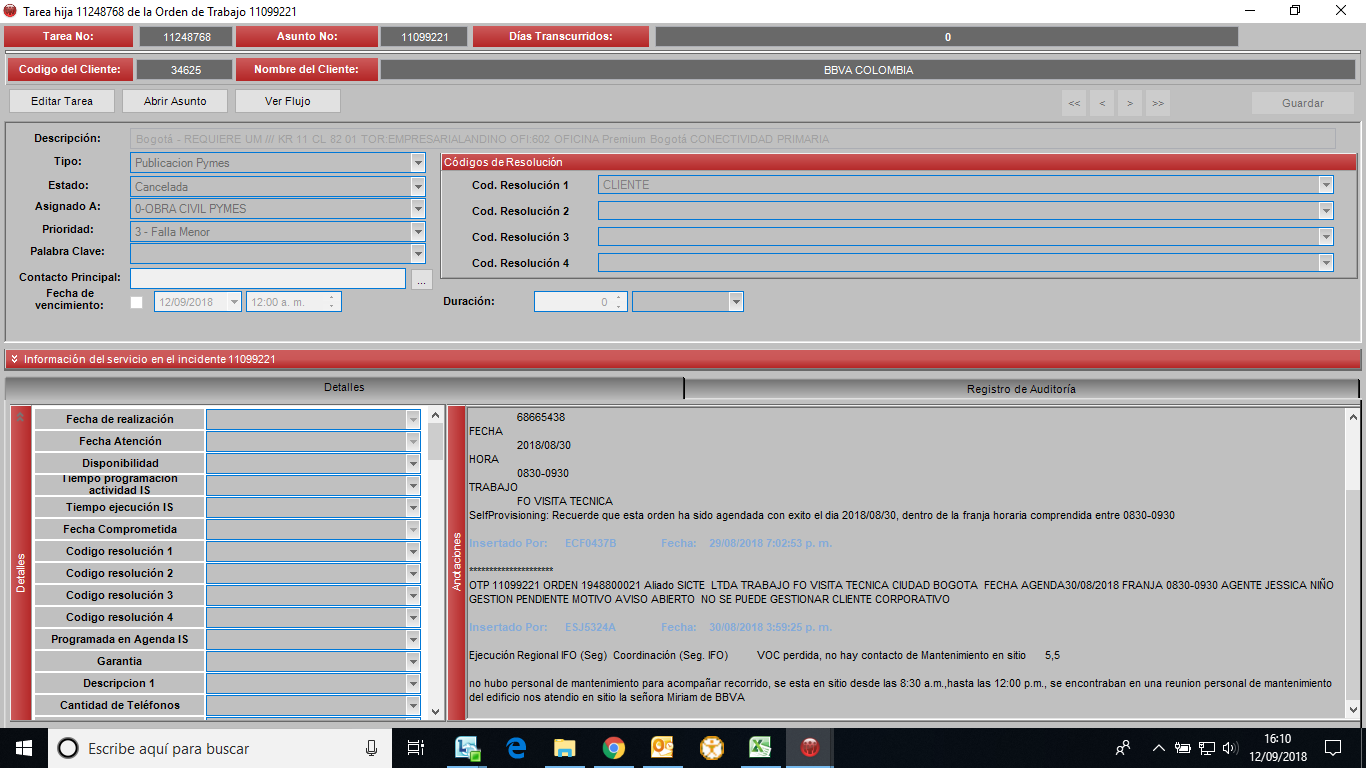 Tarea hija 11248768 de la Orden de Trabajo 11099221
Tarea No: 11248768 Asunto No: 11099221 Días Transcurridos: 0
Codigo del Cliente: 34625 Nombre del Cliente: BBVA COLOMBIA
Editar Tarea Abrir Asunto Ver Flujo << < > >> Guardar
Descripción: Bogotá - REQUIERE UM /// KR 11 CL 82 01 TOR:EMPRESARIALANDINO OFI:602 OFICINA Premium Bogotá CONECTIVIDAD PRIMARIA
Tipo: Publicacion Pymes
Estado: Cancelada
Asignado A: 0-OBRA CIVIL PYMES
Prioridad: 3 - Falla Menor
Palabra Clave:
Contacto Principal: ...
Fecha de
vencimiento: 12/09/2018 12:00 a. m.
Códigos de Resolución
Cod. Resolución 1 CLIENTE
Cod. Resolución 2
Cod. Resolución 3
Cod. Resolución 4
Duración: 0
Información del servicio en el incidente 11099221
Detalles Registro de Auditoría
Detalles
Fecha de realización
Fecha Atención
Disponibilidad
Tiempo programación
actividad IS
Tiempo ejecución IS
Fecha Comprometida
Codigo resolución 1
Codigo resolución 2
Codigo resolución 3
Codigo resolución 4
Programada en Agenda IS
Garantia
Descripcion 1
Cantidad de Teléfonos
Anotaciones
68665438
FECHA
2018/08/30
HORA
0830-0930
TRABAJO
FO VISITA TECNICA
SelfProvisioning: Recuerde que esta orden ha sido agendada con exito el dia 2018/08/30, dentro de la franja horaria comprendida entre 0830-0930
Insertado Por: ECF0437B Fecha: 29/08/2018 7:02:53 p. m.
*********************
OTP 11099221 ORDEN 1948800021 Aliado SICTE LTDA TRABAJO FO VISITA TECNICA CIUDAD BOGOTA FECHA AGENDA30/08/2018 FRANJA 0830-0930 AGENTE JESSICA NIÑO
GESTION PENDIENTE MOTIVO AVISO ABIERTO NO SE PUEDE GESTIONAR CLIENTE CORPORATIVO
Insertado Por: ESJ5324A Fecha: 30/08/2018 3:59:25 p. m.
Ejecución Regional IFO (Seg) Coordinación (Seg. IFO) VOC perdida, no hay contacto de Mantenimiento en sitio 5,5
no hubo personal de mantenimiento para acompañar recorrido, se esta en sitio desde las 8:30 a.m.,hasta las 12:00 p.m., se encontraban en una reunion personal de mantenimiento
del edificio nos atendio en sitio la señora Miriam de BBVA
Escribe aquí para buscar
16:10
12/09/2018